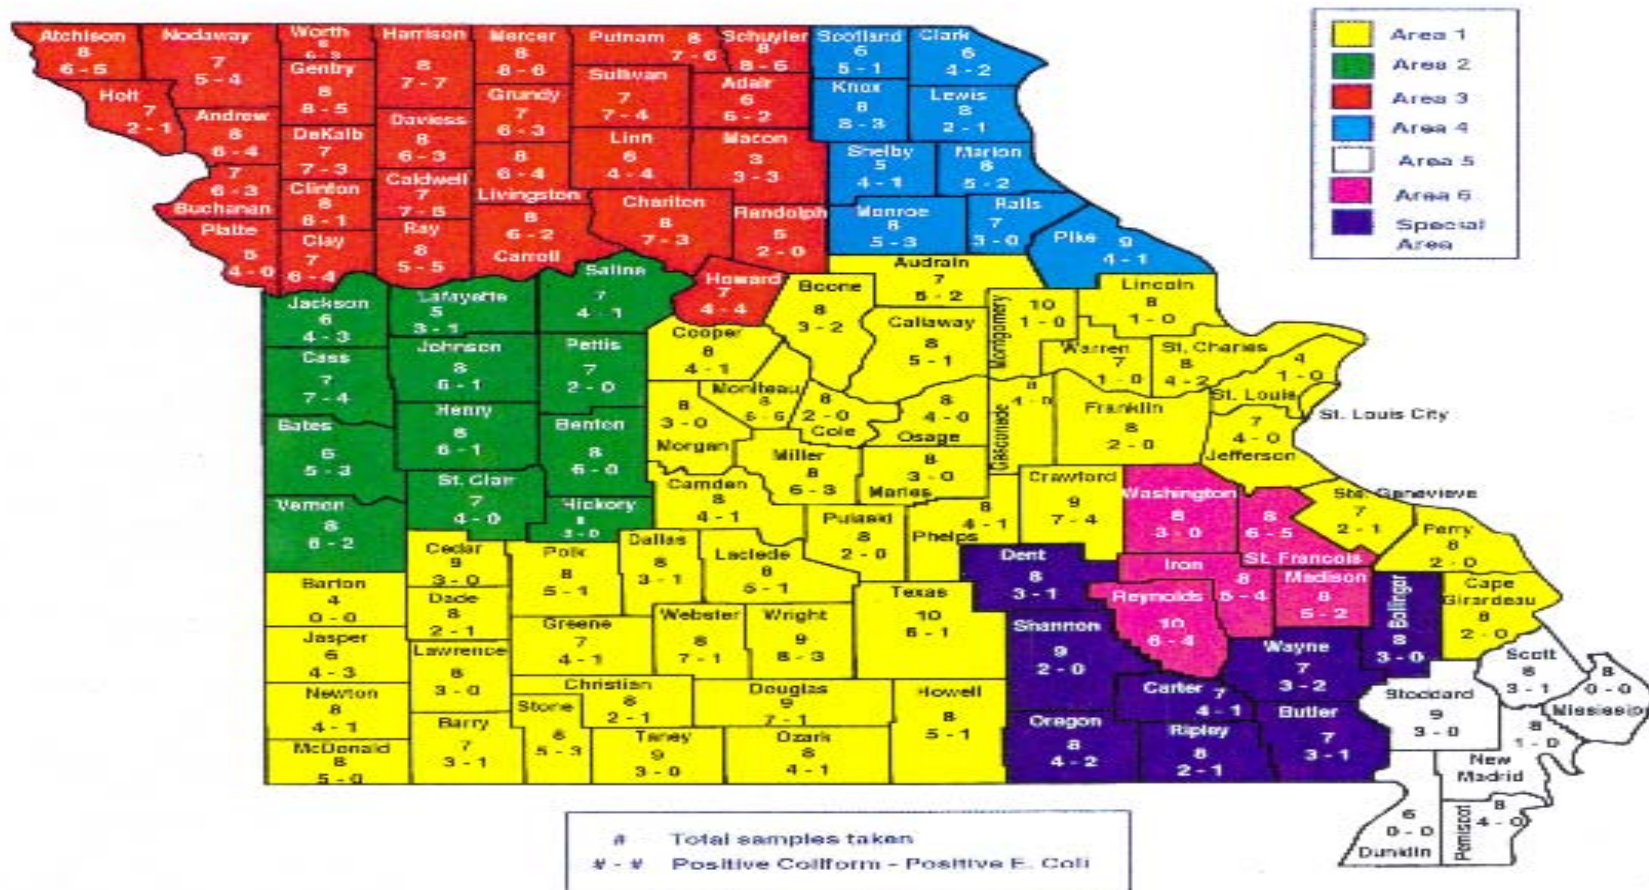 Atchison
8
6 - 5
Nodaway
7
5 - 4
Worth
Harrison
8
7 - 7
Mercer
8
8 - 6
Putnam 8
7 - 6
Schuyler
8
Scotland
6
5 - 1
Clark
6
4 - 2
Area 1
Area 2
Area 3
Area 4
Area 5
Area 6
Special
Area
Holt
7
2 - 1
Gentry
8
8 - 5
Sullivan
7
7 - 4
Adair
6
6 - 2
Knox
8
8 - 3
Lewis
8
2 - 1
Andrew
8
6 - 4
DeKalb
7
7 - 3
Daviess
8
6 - 3
Grundy
7
6 - 3
Linn
6
4 - 4
Macon
3
3 - 3
Shelby
5
4 - 1
Marion
8
5 - 2
7
6 - 3
Buchanan
Clinton
8
6 - 1
Caldwell
7
8
6 - 4
Livingston
Chariton
8
7 - 3
Randolph
5
2 - 0
Monroe
8
5 - 3
Ralls
7
3 - 0
Pike 9
4 - 1
Platte
4 - 0
Clay
7
6 - 4
Ray
8
5 - 5
8
6 - 2
Carroll
Howard
7
4 - 4
Saline
7
4 - 1
Boone
8
3 - 2
Audrain
7
Lincoln
8
1 - 0
Jackson
6
4 - 3
Lafayette
5
3 - 1
Cooper
8
4 - 1
Callaway
8
5 - 1
Montgomery
10
1 - 0
Warren
7
1 - 0
St. Charles
8
4 - 2
4
1 - 0
St. Louis
St. Louis City
Cass
7
7 - 4
Johnson
8
Pettis
7
2 - 0
Moniteau
8
8
2 - 0
Cole
8
4 - 0
Osage
Gasconade
8
4 - 0
Franklin
8
2 - 0
7
4 - 0
Jefferson
Bates
5 - 3
Henry
8
6 - 1
Benton
8
8
3 - 0
Morgan
Miller
8
6 - 3
8
3 - 0
Maries
Crawford
9
7 - 4
Washington
8
3 - 0
8
6 - 5
St. Francois
Ste. Genevieve
7
2 - 1
Perry
8
2 - 0
Vernon
8
St. Clair
7
4 - 0
Hickory
8
3 - 0
Camden
8
4 - 1
Pulaski
8
2 - 0
8
4 - 1
Phelps
Dent
8
3 - 1
Iron
8
5 - 4
Madison
8
5 - 2
Bollinger
8
3 - 0
Cape
Girardeau
8
2 - 0
Barton
4
0 - 0
Cedar
9
3 - 0
Polk
8
5 - 1
Dallas
8
3 - 1
Laclede
8
5 - 1
Texas
10
6 - 1
Reynolds
10
6 - 4
Jasper
6
4 - 3
Dade
8
2 - 1
Greene
7
4 - 1
Webster
8
7 - 1
Wright
9
8 - 3
Shannon
9
2 - 0
Wayne
7
3 - 2
Scott
8
3 - 1
8
0 - 0
Mississippi
Newton
8
4 - 1
Lawrence
8
3 - 0
Christian
8
2 - 1
Douglas
9
7 - 1
Howell
8
5 - 1
Carter 7
4 - 1
Stoddard
9
3 - 0
McDonald
8
5 - 0
Barry
7
3 - 1
Stone
5 - 3
Taney
9
3 - 0
Ozark
8
4 - 1
Oregon
8
4 - 2
Ripley
8
2 - 1
Butler
7
3 - 1
8
1 - 0
New
Madrid
6
0 - 0
Dunklin
Pemiscot
8
4 - 0
# Total samples taken
# - # Positive Coliform - Positive E. Coli